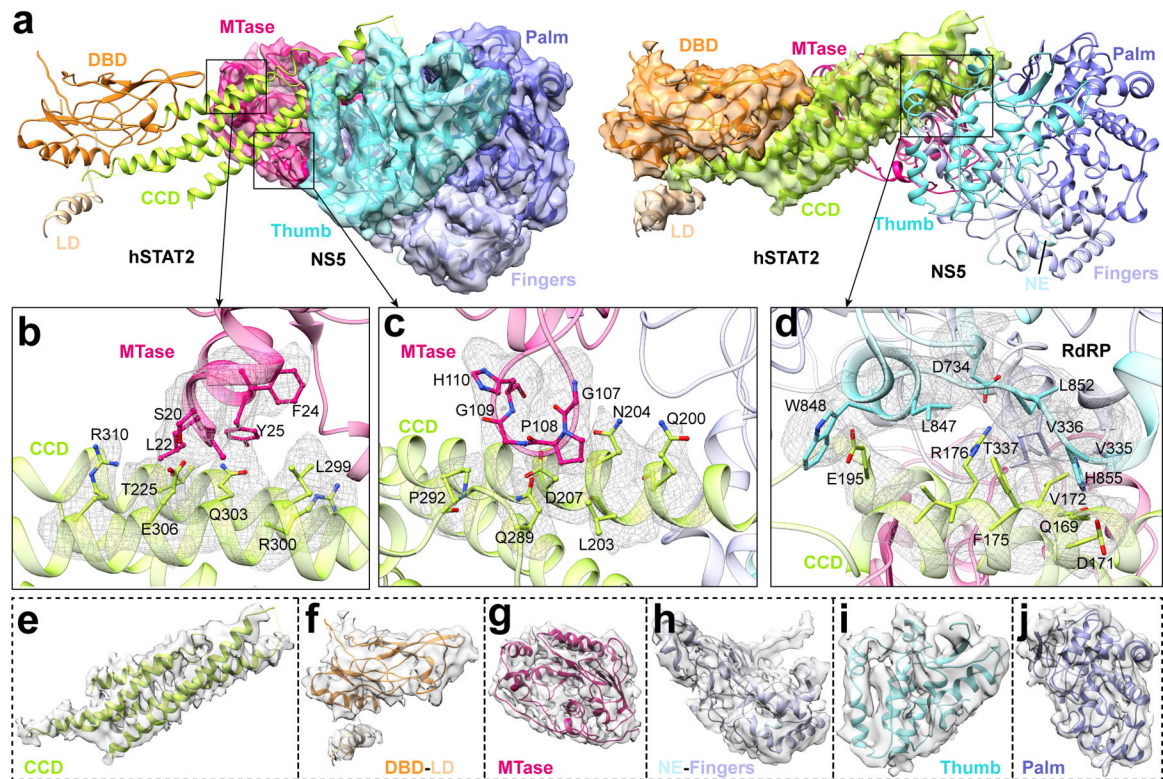 a
MTase
DBD
Palm
CCD
LD
Thumb
hSTAT2
NS5
Fingers
DBD
MTase
Palm
CCD
LD
Thumb
hSTAT2
NS5
NE
Fingers
b
MTase
S20
F24
L22
Y25
CCD
R310
L299
T225
E306
Q303
R300
c
MTase
H110
G107
G109
P108
N204
Q200
CCD
P292
D207
Q289
L203
d
RdRP
D734
L852
W848
L847
V336
R176
T337
V335
E195
H855
V172
Q169
F175
CCD
D171
e
CCD
f
DBD-LD
g
MTase
h
NE-Fingers
i
Thumb
j
Palm